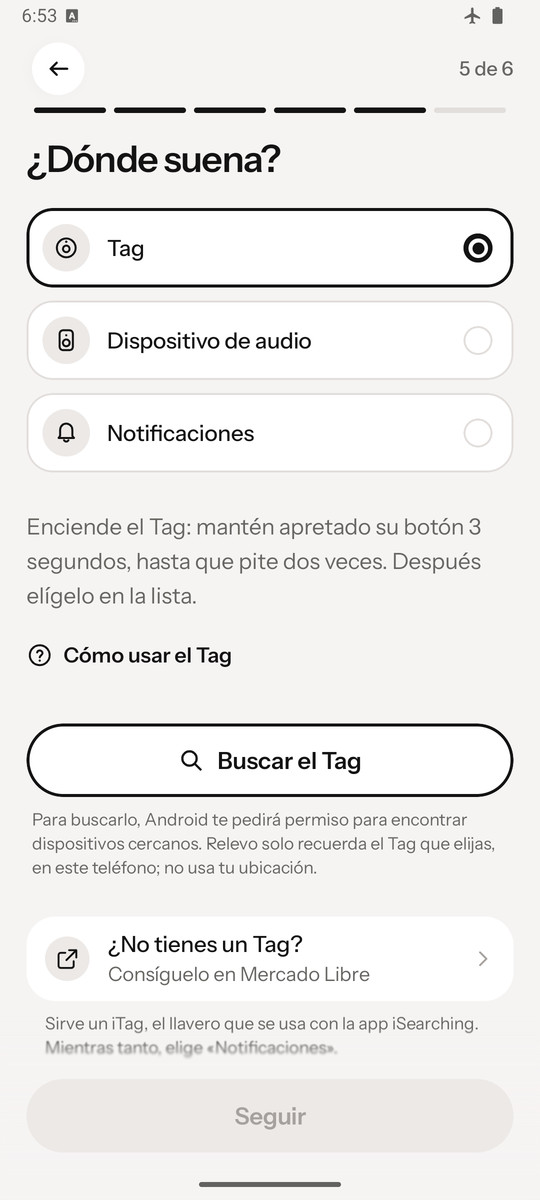 6:53
5 de 6
¿Dónde suena?
Tag
Dispositivo de audio
Notificaciones
Enciende el Tag: mantén apretado su botón 3
segundos, hasta que pite dos veces. Después
elígelo en la lista.
Cómo usar el Tag
Buscar el Tag
Para buscarlo, Android te pedirá permiso para encontrar
dispositivos cercanos. Relevo solo recuerda el Tag que elijas,
en este teléfono; no usa tu ubicación.
¿No tienes un Tag?
Consíguelo en Mercado Libre
Sirve un iTag, el llavero que se usa con la app iSearching.
Mientras tanto, elige «Notificaciones».
Seguir